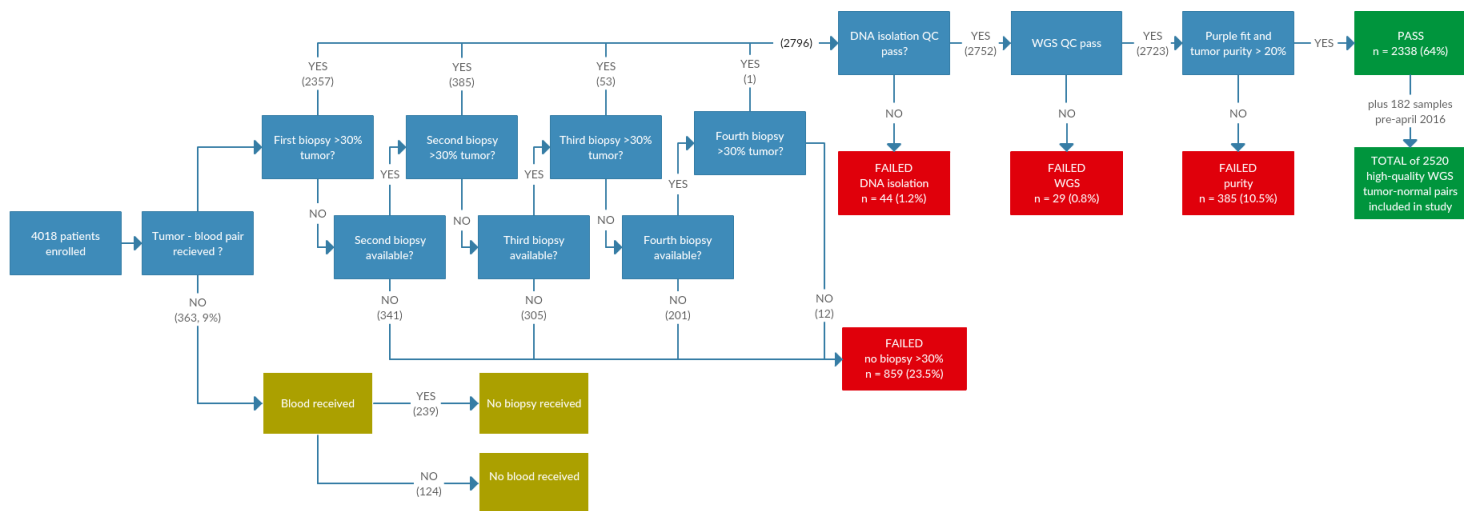 4018 patients
enrolled
Tumor - blood pair
recieved ?
NO
(363, 9%)
Blood received
YES
(239)
No biopsy received
NO
(124)
No blood received
First biopsy >30%
tumor?
YES
(2357)
NO
Second biopsy
available?
NO
(341)
YES
Second biopsy
>30% tumor?
YES
(385)
NO
Third biopsy
available?
NO
(305)
YES
Third biopsy >30%
tumor?
YES
(53)
NO
Fourth biopsy
available?
NO
(201)
YES
Fourth biopsy
>30% tumor?
YES
(1)
NO
(12)
FAILED
no biopsy >30%
n = 859 (23.5%)
(2796)
DNA isolation QC
pass?
NO
FAILED
DNA isolation
n = 44 (1.2%)
YES
(2752)
WGS QC pass
NO
FAILED
WGS
n = 29 (0.8%)
YES
(2723)
Purple fit and
tumor purity > 20%
NO
FAILED
purity
n = 385 (10.5%)
YES
PASS
n = 2338 (64%)
plus 182 samples
pre-april 2016
TOTAL of 2520
high-quality WGS
tumor-normal pairs
included in study